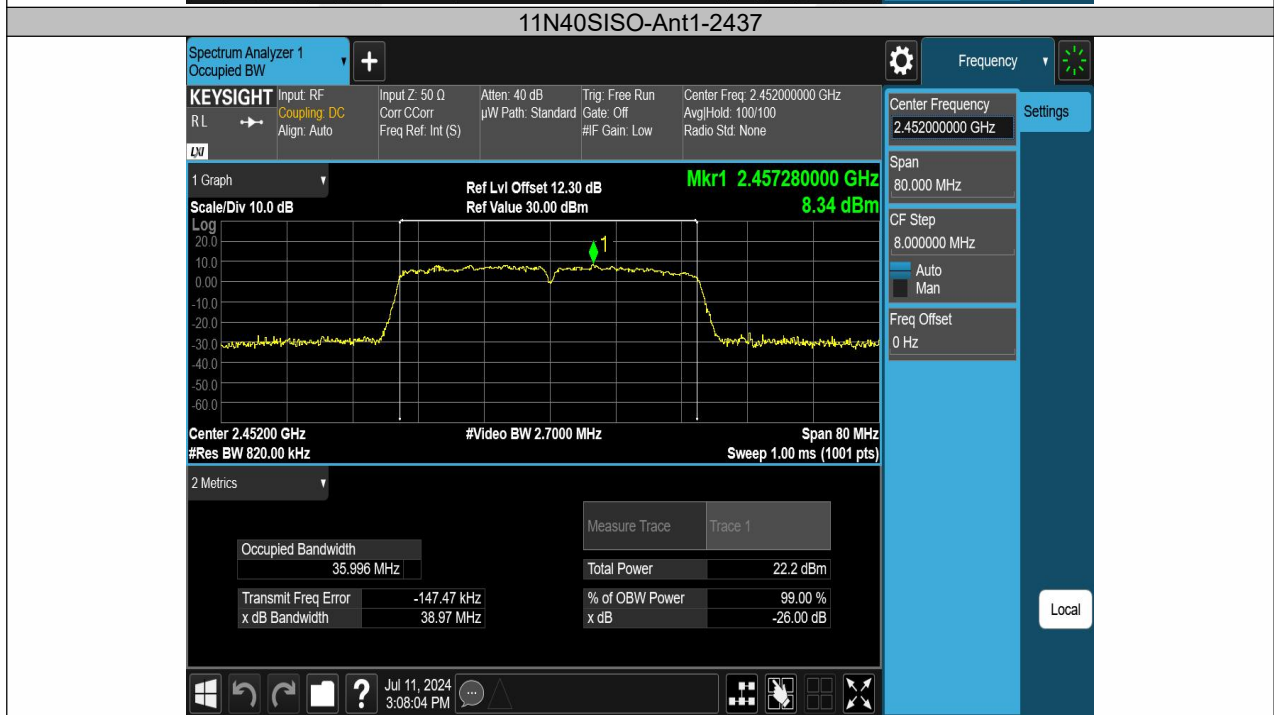 11N40SISO-Ant1-2437
Spectrum Analyzer 1
Occupied BW
+
Frequency
KEYSIGHT
R L
LXI
Input: RF
Coupling: DC
Align: Auto
Input Z: 50 Ω
Corr CCorr
Freq Ref: Int (S)
Atten: 40 dB
µW Path: Standard
Trig: Free Run
Gate: Off
#IF Gain: Low
Center Freq: 2.452000000 GHz
Avg|Hold: 100/100
Radio Std: None
Center Frequency
2.452000000 GHz
Settings
Span
80.000 MHz
CF Step
8.000000 MHz
Auto
Man
Freq Offset
0 Hz
Local
1 Graph
Scale/Div 10.0 dB
Ref Lvl Offset 12.30 dB
Ref Value 30.00 dBm
Mkr1 2.457280000 GHz
8.34 dBm
Log
20.0
10.0
0.00
-10.0
-20.0
-30.0
-40.0
-50.0
-60.0
1
Center 2.45200 GHz
#Res BW 820.00 kHz
#Video BW 2.7000 MHz
Span 80 MHz
Sweep 1.00 ms (1001 pts)
2 Metrics
Measure Trace Trace 1
Occupied Bandwidth
35.996 MHz
Total Power 22.2 dBm
Transmit Freq Error -147.47 kHz
% of OBW Power 99.00 %
x dB Bandwidth 38.97 MHz
x dB -26.00 dB
?
Jul 11, 2024
3:08:04 PM